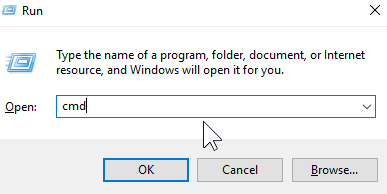 Run
Type the name of a program, folder, document, or Internet
resource, and Windows will open it for you.
Open: cmd
OK Cancel Browse...